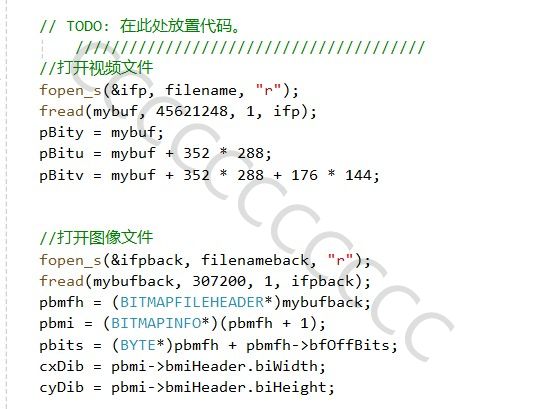 // TODO: 在此处放置代码。
////////////////////////////////////////
//打开视频文件
fopen_s(&ifp, filename, "r");
fread(mybuf, 45621248, 1, ifp);
pBity = mybuf;
pBitu = mybuf + 352 * 288;
pBitv = mybuf + 352 * 288 + 176 * 144;
//打开图像文件
fopen_s(&ifpback, filenameback, "r");
fread(mybufback, 307200, 1, ifpback);
pbmfh = (BITMAPFILEHEADER*)mybufback;
pbmi = (BITMAPINFO*)(pbmfh + 1);
pbits = (BYTE*)pbmfh + pbmfh->bfOffBits;
cxDib = pbmi->bmiHeader.biWidth;
cyDib = pbmi->bmiHeader.biHeight;